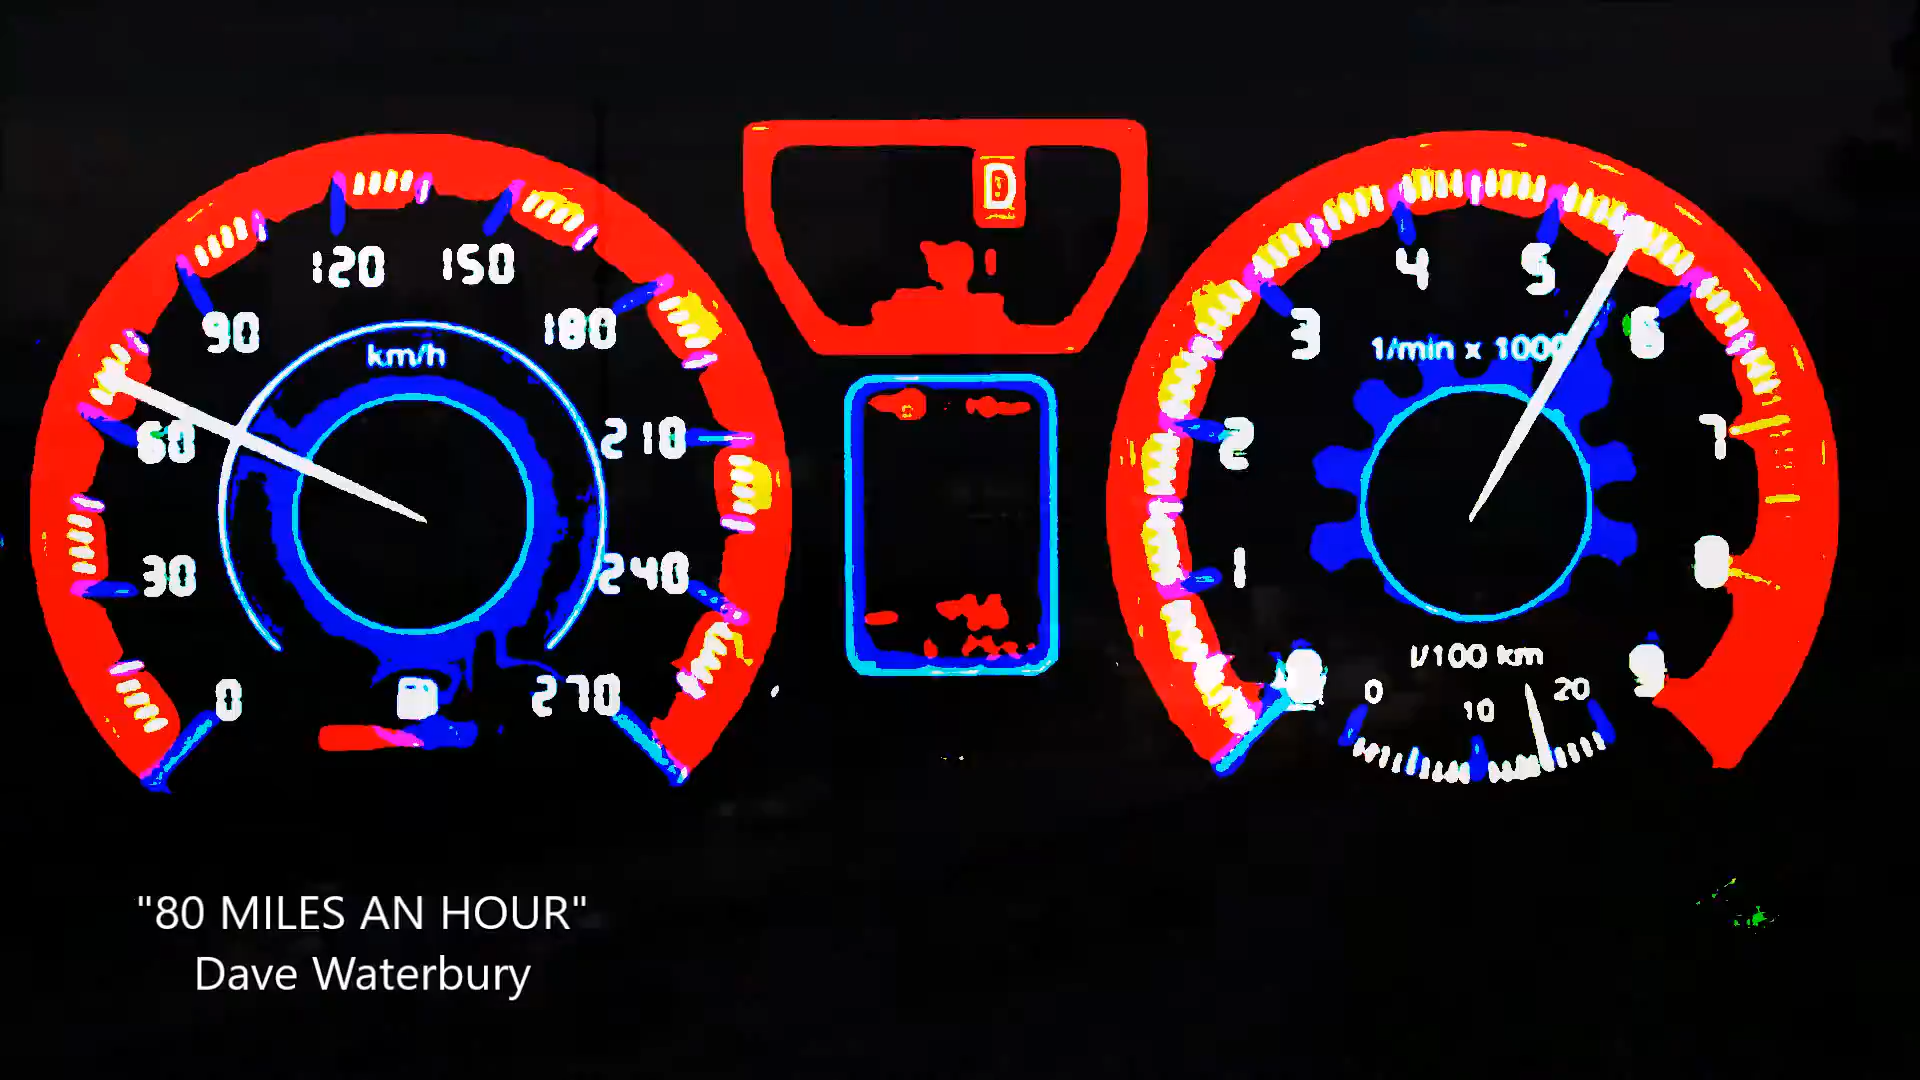 D
120 150
90 180
km/h
60 210
30 240
0 270
4 5
3 6
1/min x 1000
2 7
1 8
0 9
l/100 km
0 10 20
"80 MILES AN HOUR"
Dave Waterbury